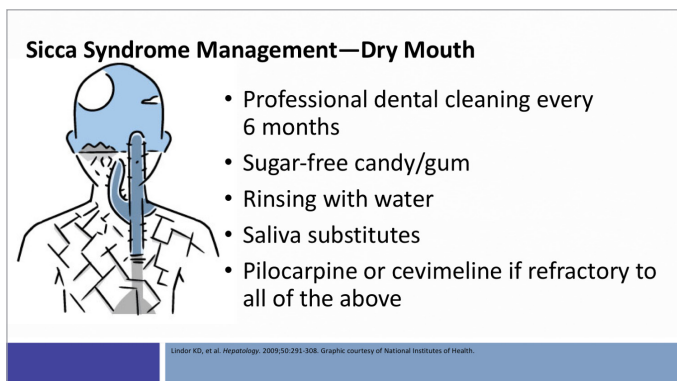 Sicca Syndrome Management—Dry Mouth
• Professional dental cleaning every
6 months
• Sugar-free candy/gum
• Rinsing with water
• Saliva substitutes
• Pilocarpine or cevimeline if refractory to
all of the above
Lindor KD, et al. Hepatology. 2009;50:291-308. Graphic courtesy of National Institutes of Health.